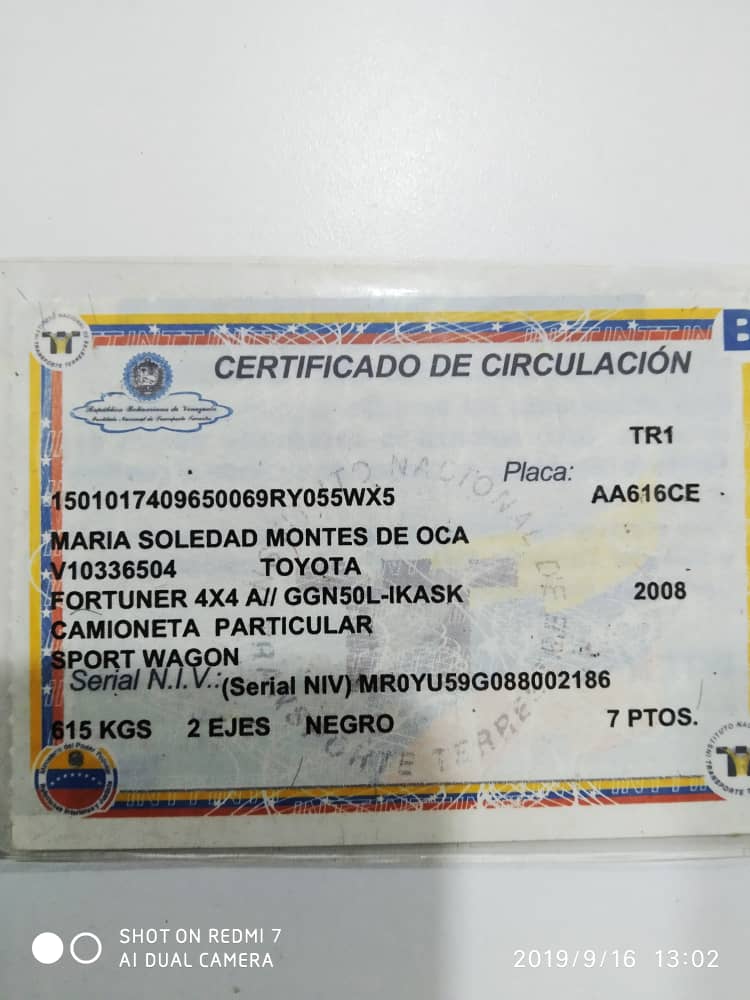 B
CERTIFICADO DE CIRCULACIÓN
República Bolivariana de Venezuela
Instituto Nacional de Transporte Terrestre
TR1
Placa:
1501017409650069RY055WX5 AA616CE
MARIA SOLEDAD MONTES DE OCA
V10336504 TOYOTA
FORTUNER 4X4 A// GGN50L-IKASK 2008
CAMIONETA PARTICULAR
SPORT WAGON
Serial N.I.V.: (Serial NIV) MR0YU59G088002186
615 KGS 2 EJES NEGRO 7 PTOS.
SHOT ON REDMI 7
AI DUAL CAMERA
2019/9/16 13:02